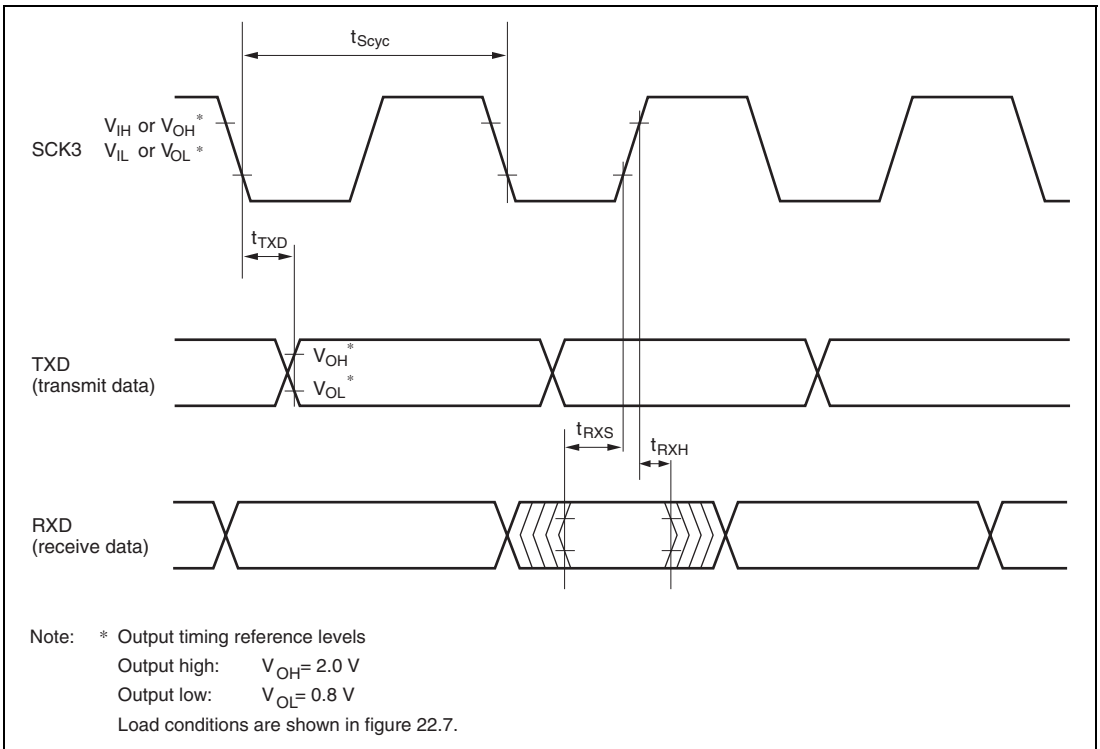 tScyc
VIH or VOH*
SCK3 VIL or VOL*
tTXD
TXD
(transmit data)
VOH*
VOL*
tRXS
tRXH
RXD
(receive data)
Note: * Output timing reference levels
Output high: VOH= 2.0 V
Output low: VOL= 0.8 V
Load conditions are shown in figure 22.7.